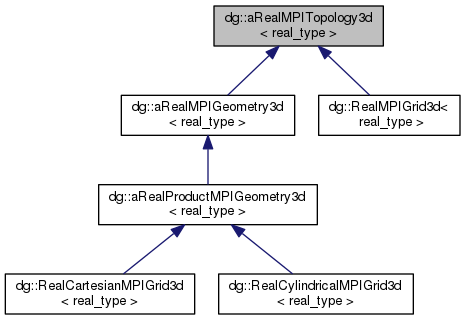 dg::aRealMPITopology3d
< real_type >
dg::aRealMPIGeometry3d
< real_type >
dg::RealMPIGrid3d<
real_type >
dg::aRealProductMPIGeometry3d
< real_type >
dg::RealCartesianMPIGrid3d
< real_type >
dg::RealCylindricalMPIGrid3d
< real_type >